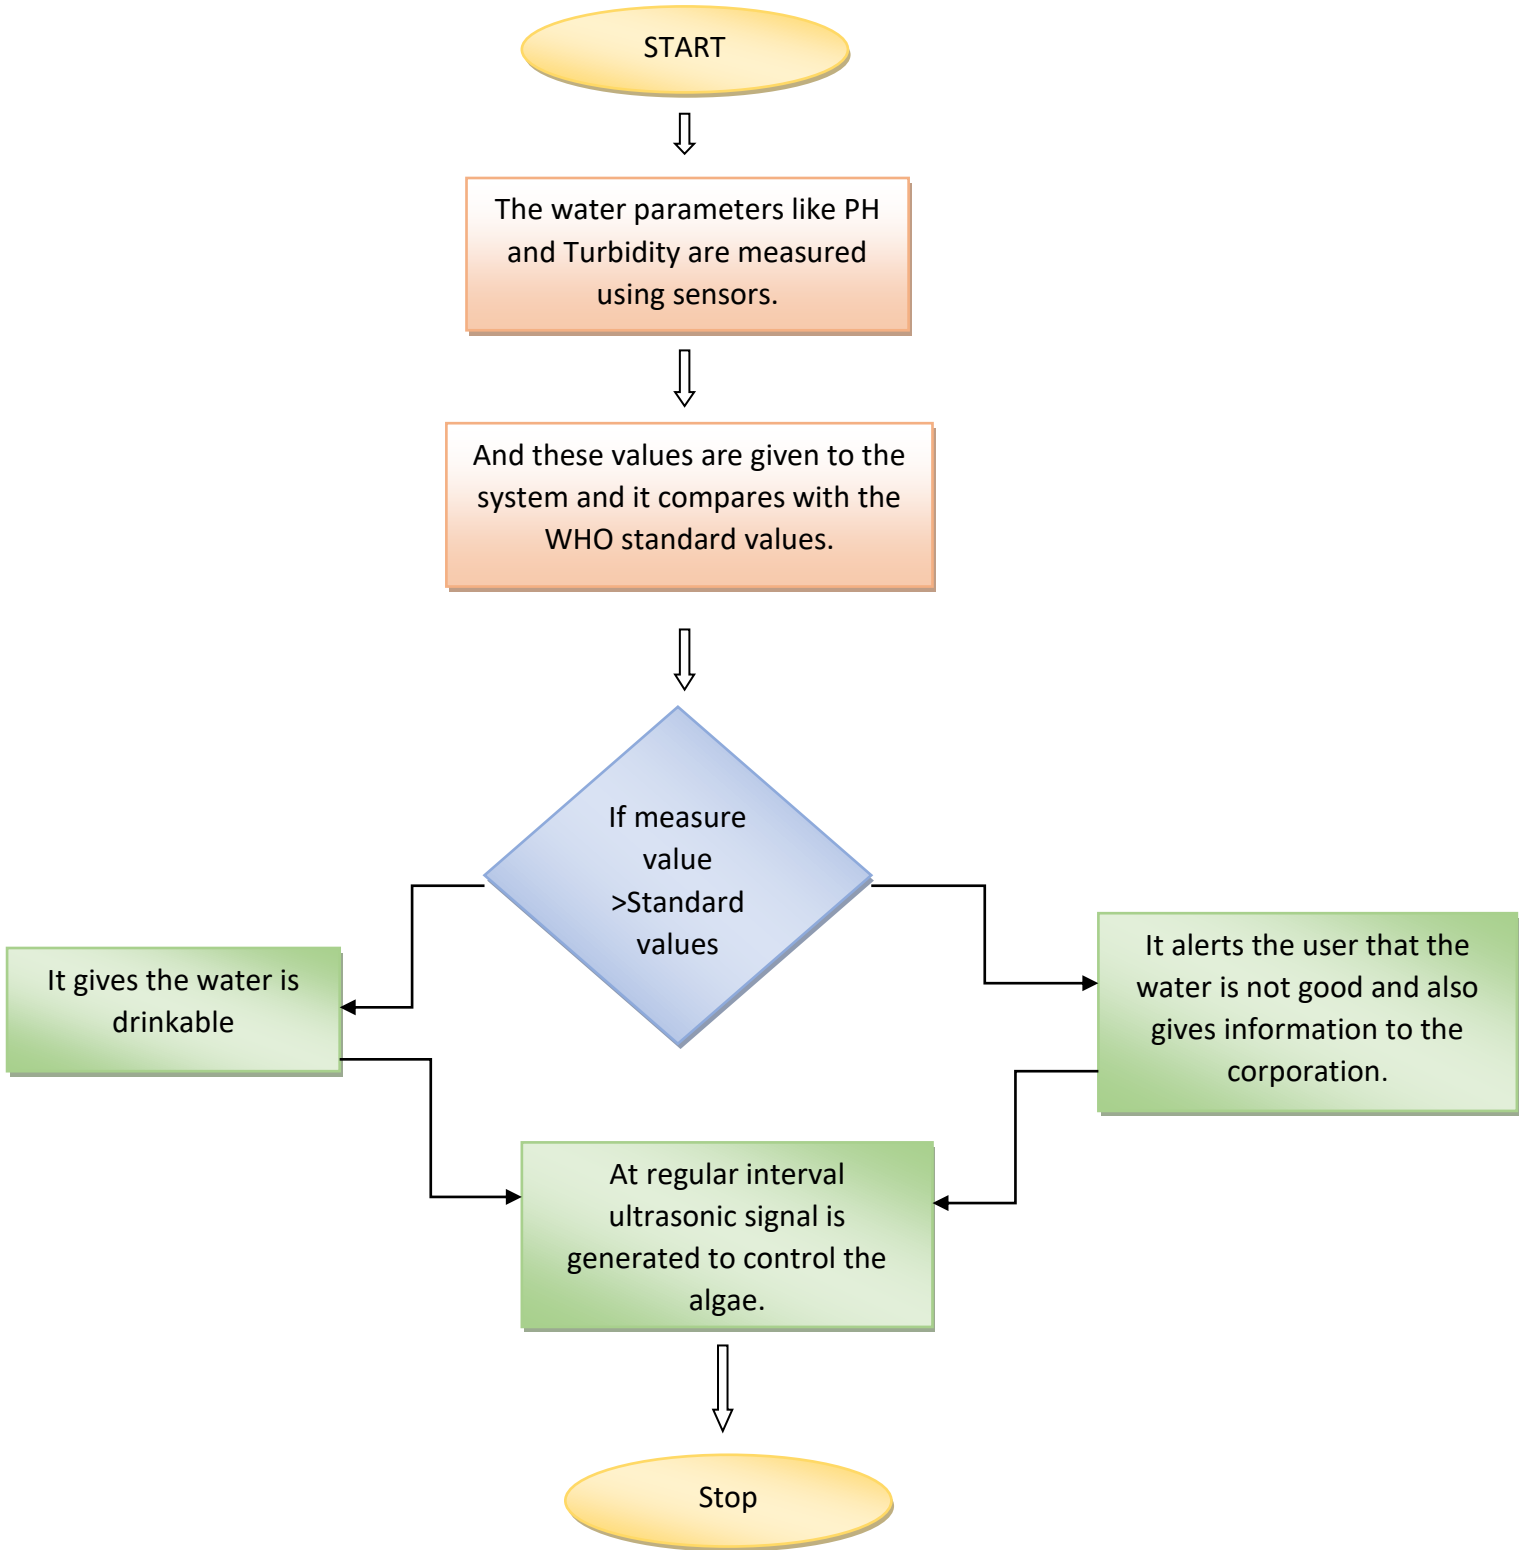 START
The water parameters like PH
and Turbidity are measured
using sensors.
And these values are given to the
system and it compares with the
WHO standard values.
If measure
value
>Standard
values
It gives the water is
drinkable
It alerts the user that the
water is not good and also
gives information to the
corporation.
At regular interval
ultrasonic signal is
generated to control the
algae.
Stop